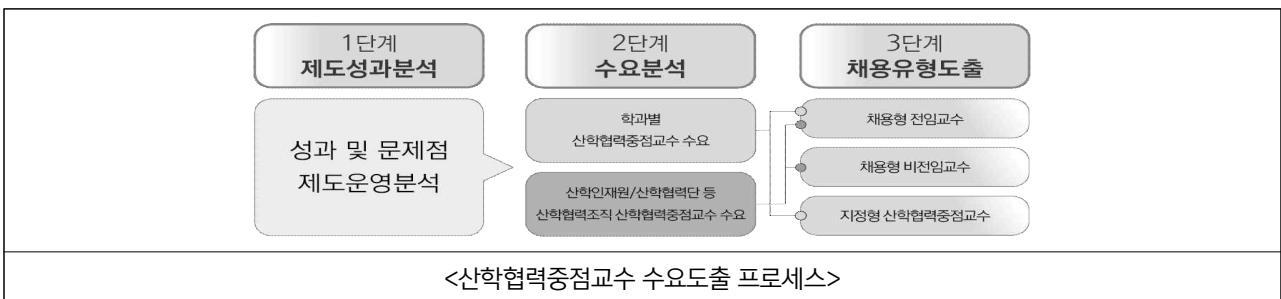 1단계
제도성과분석
2단계
수요분석
3단계
채용유형도출
성과 및 문제점
제도운영분석
학과별
산학협력중점교수 수요
산학인재원/산학협력단 등
산학협력조직 산학협력중점교수 수요
채용형 전임교수
채용형 비전임교수
지정형 산학협력중점교수
<산학협력중점교수 수요도출 프로세스>